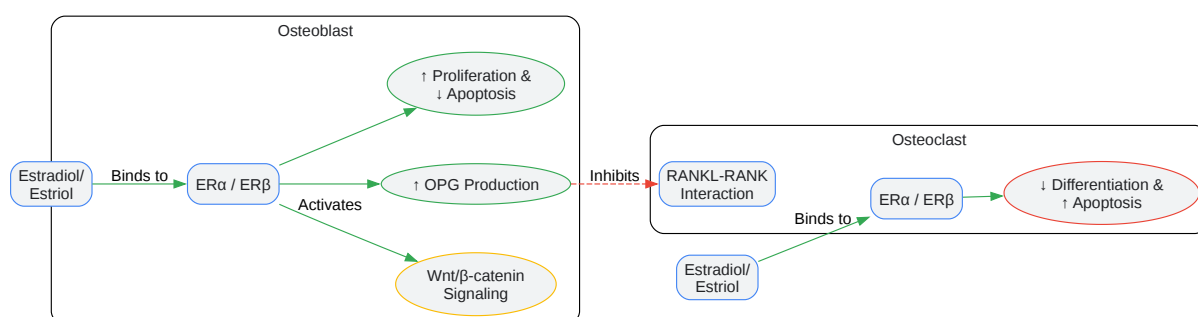 Osteoblast
↑ Proliferation &
↓ Apoptosis
Estradiol/
Estriol
Binds to
ERα / ERβ
↑ OPG Production
Activates
Wnt/β-catenin
Signaling
Inhibits
Osteoclast
RANKL-RANK
Interaction
Binds to
ERα / ERβ
↓ Differentiation &
↑ Apoptosis
Estradiol/
Estriol